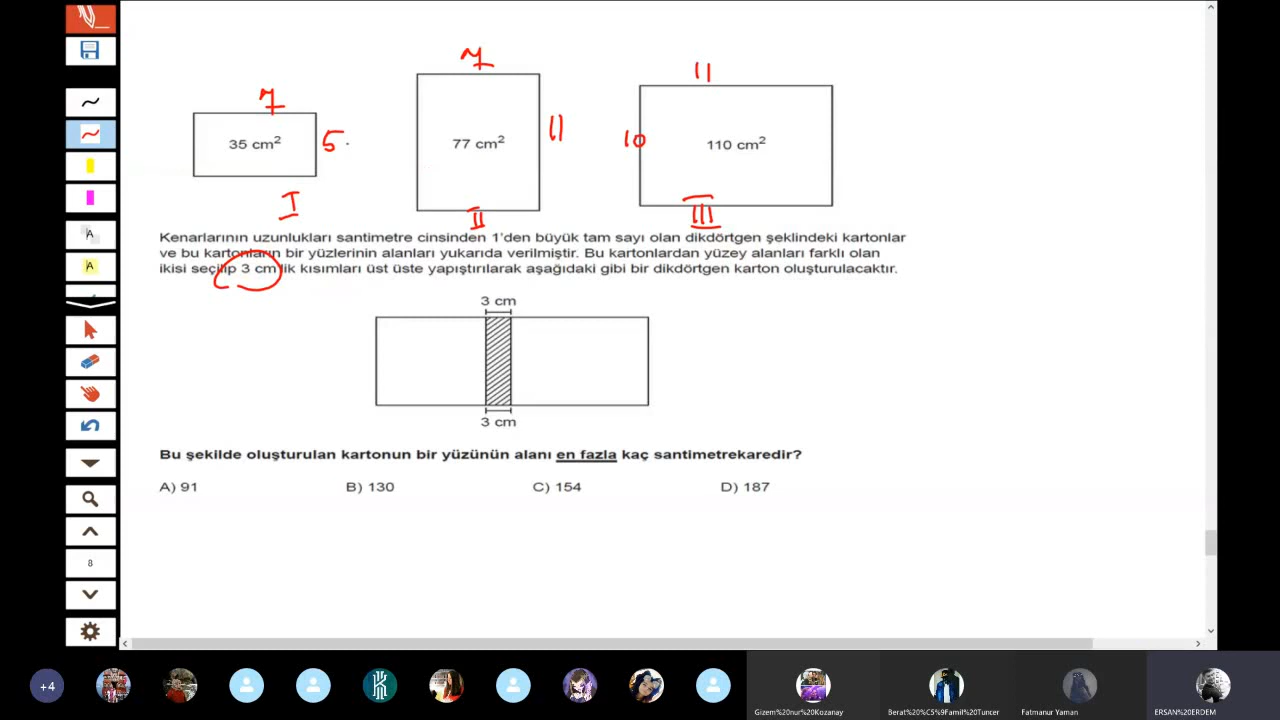 7
7
11
35 cm²
5
77 cm²
11
10
110 cm²
I
II
III
Kenarlarının uzunlukları santimetre cinsinden 1'den büyük tam sayı olan dikdörtgen şeklindeki kartonlar
ve bu kartonların bir yüzlerinin alanları yukarıda verilmiştir. Bu kartonlardan yüzey alanları farklı olan
ikisi seçilip 3 cm lik kısımları üst üste yapıştırılarak aşağıdaki gibi bir dikdörtgen karton oluşturulacaktır.
3 cm
3 cm
Bu şekilde oluşturulan kartonun bir yüzünün alanı en fazla kaç santimetrekaredir?
A) 91 B) 130 C) 154 D) 187
A
A
8
+4
Gizem%20nur%20Kozanay
Berat%20%C5%9Famil%20Tuncer
Fatmanur Yaman
ERSAN%20ERDEM